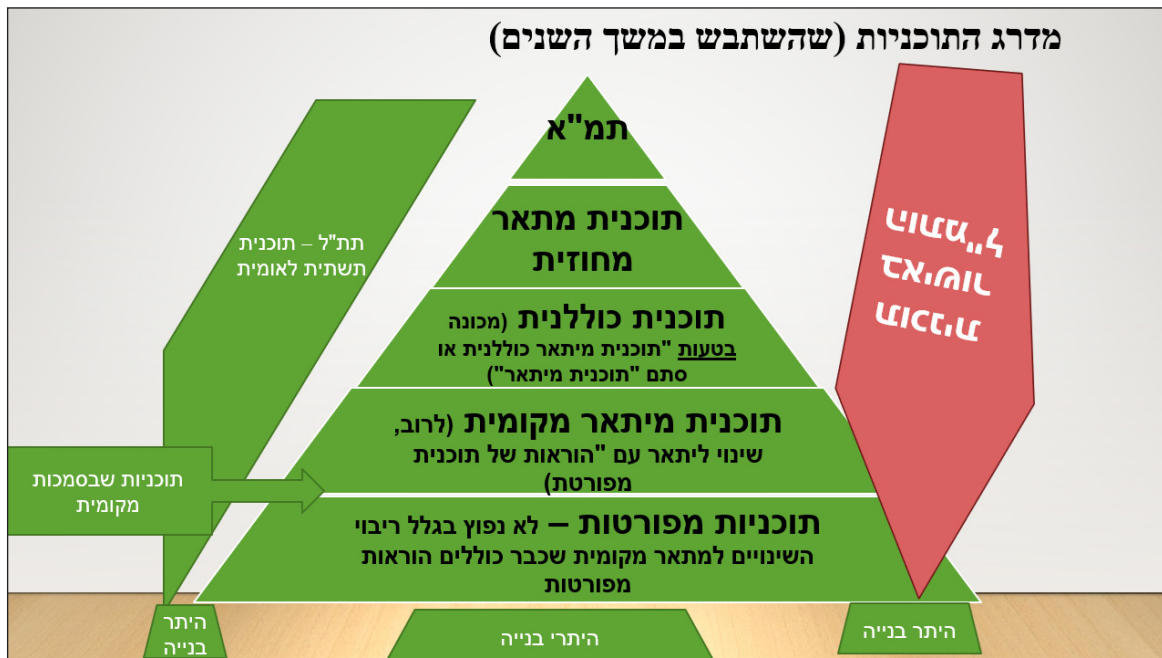 מדרג התוכניות (שהשתבש במשך השנים)
תמ"א
תוכנית מתאר
מחוזית
תוכנית כוללנית (מכונה
בטעות "תוכנית מיתאר כוללנית או
סתם "תוכנית מיתאר")
תוכנית מיתאר מקומית (לרוב,
שינוי ליתאר עם "הוראות של תוכנית
מפורטת)
תוכניות מפורטות – לא נפוץ בגלל ריבוי
השינויים למתאר מקומית שכבר כוללים הוראות
מפורטות
תוכנית
באישור
הותמ"ל
תת"ל – תוכנית
תשתית לאומית
תוכניות שבסמכות
מקומית
היתר בנייה
היתרי בנייה
היתר
בנייה